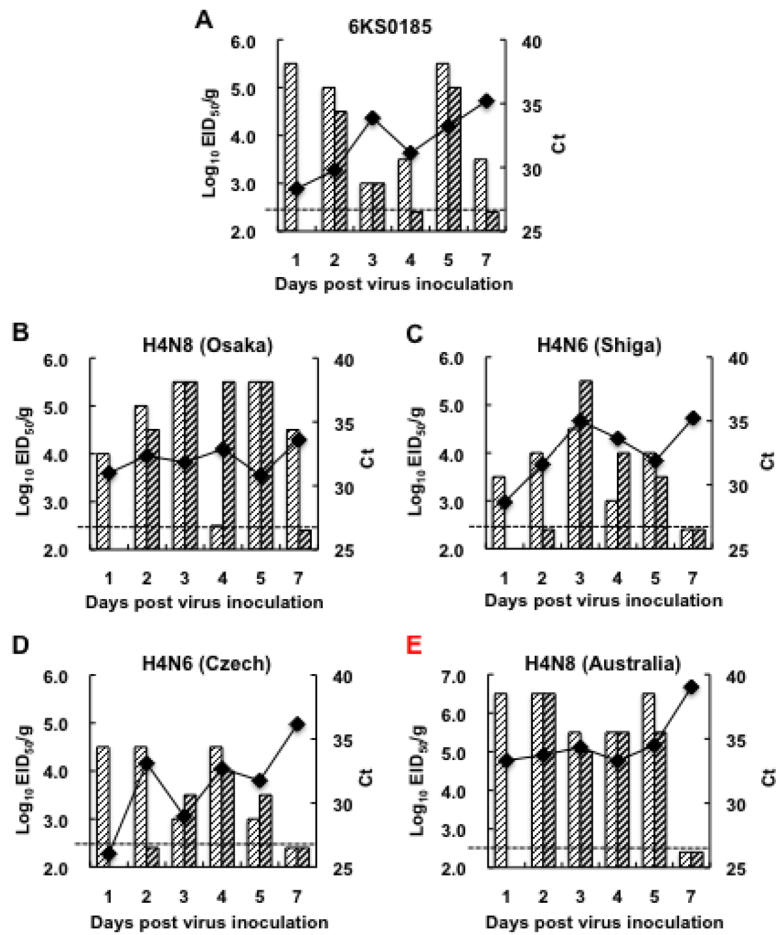 A
6KS0185
6.0 5.0 4.0 3.0 2.0
Log10 EID50/g
40 35 30 25
Ct
1 2 3 4 5 7
Days post virus inoculation
B
H4N8 (Osaka)
6.0 5.0 4.0 3.0 2.0
Log10 EID50/g
40 35 30 25
Ct
1 2 3 4 5 7
Days post virus inoculation
C
H4N6 (Shiga)
6.0 5.0 4.0 3.0 2.0
Log10 EID50/g
40 35 30 25
Ct
1 2 3 4 5 7
Days post virus inoculation
D
H4N6 (Czech)
6.0 5.0 4.0 3.0 2.0
Log10 EID50/g
40 35 30 25
Ct
1 2 3 4 5 7
Days post virus inoculation
E
H4N8 (Australia)
7.0 6.0 5.0 4.0 3.0 2.0
Log10 EID50/g
40 35 30 25
Ct
1 2 3 4 5 7
Days post virus inoculation